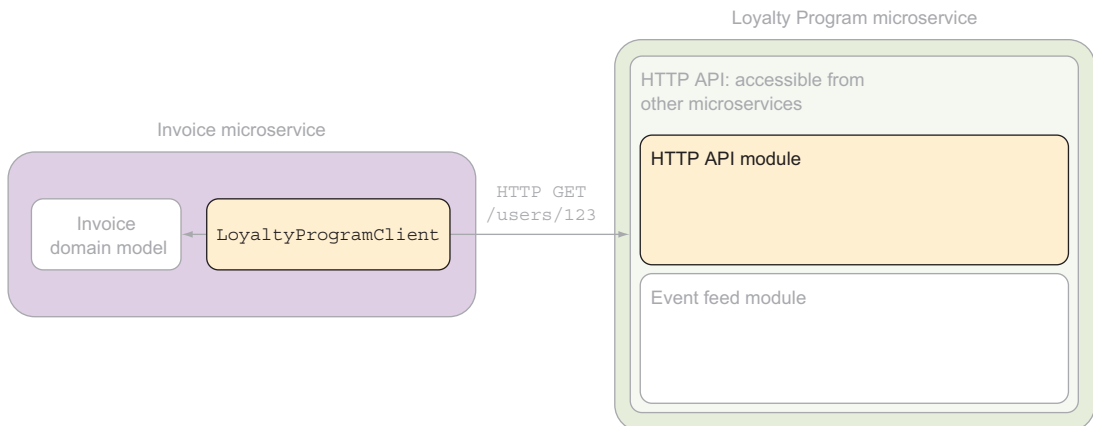 Loyalty Program microservice
HTTP API: accessible from
other microservices
Invoice microservice
HTTP API module
HTTP GET
/users/123
Invoice
domain model
LoyaltyProgramClient
Event feed module